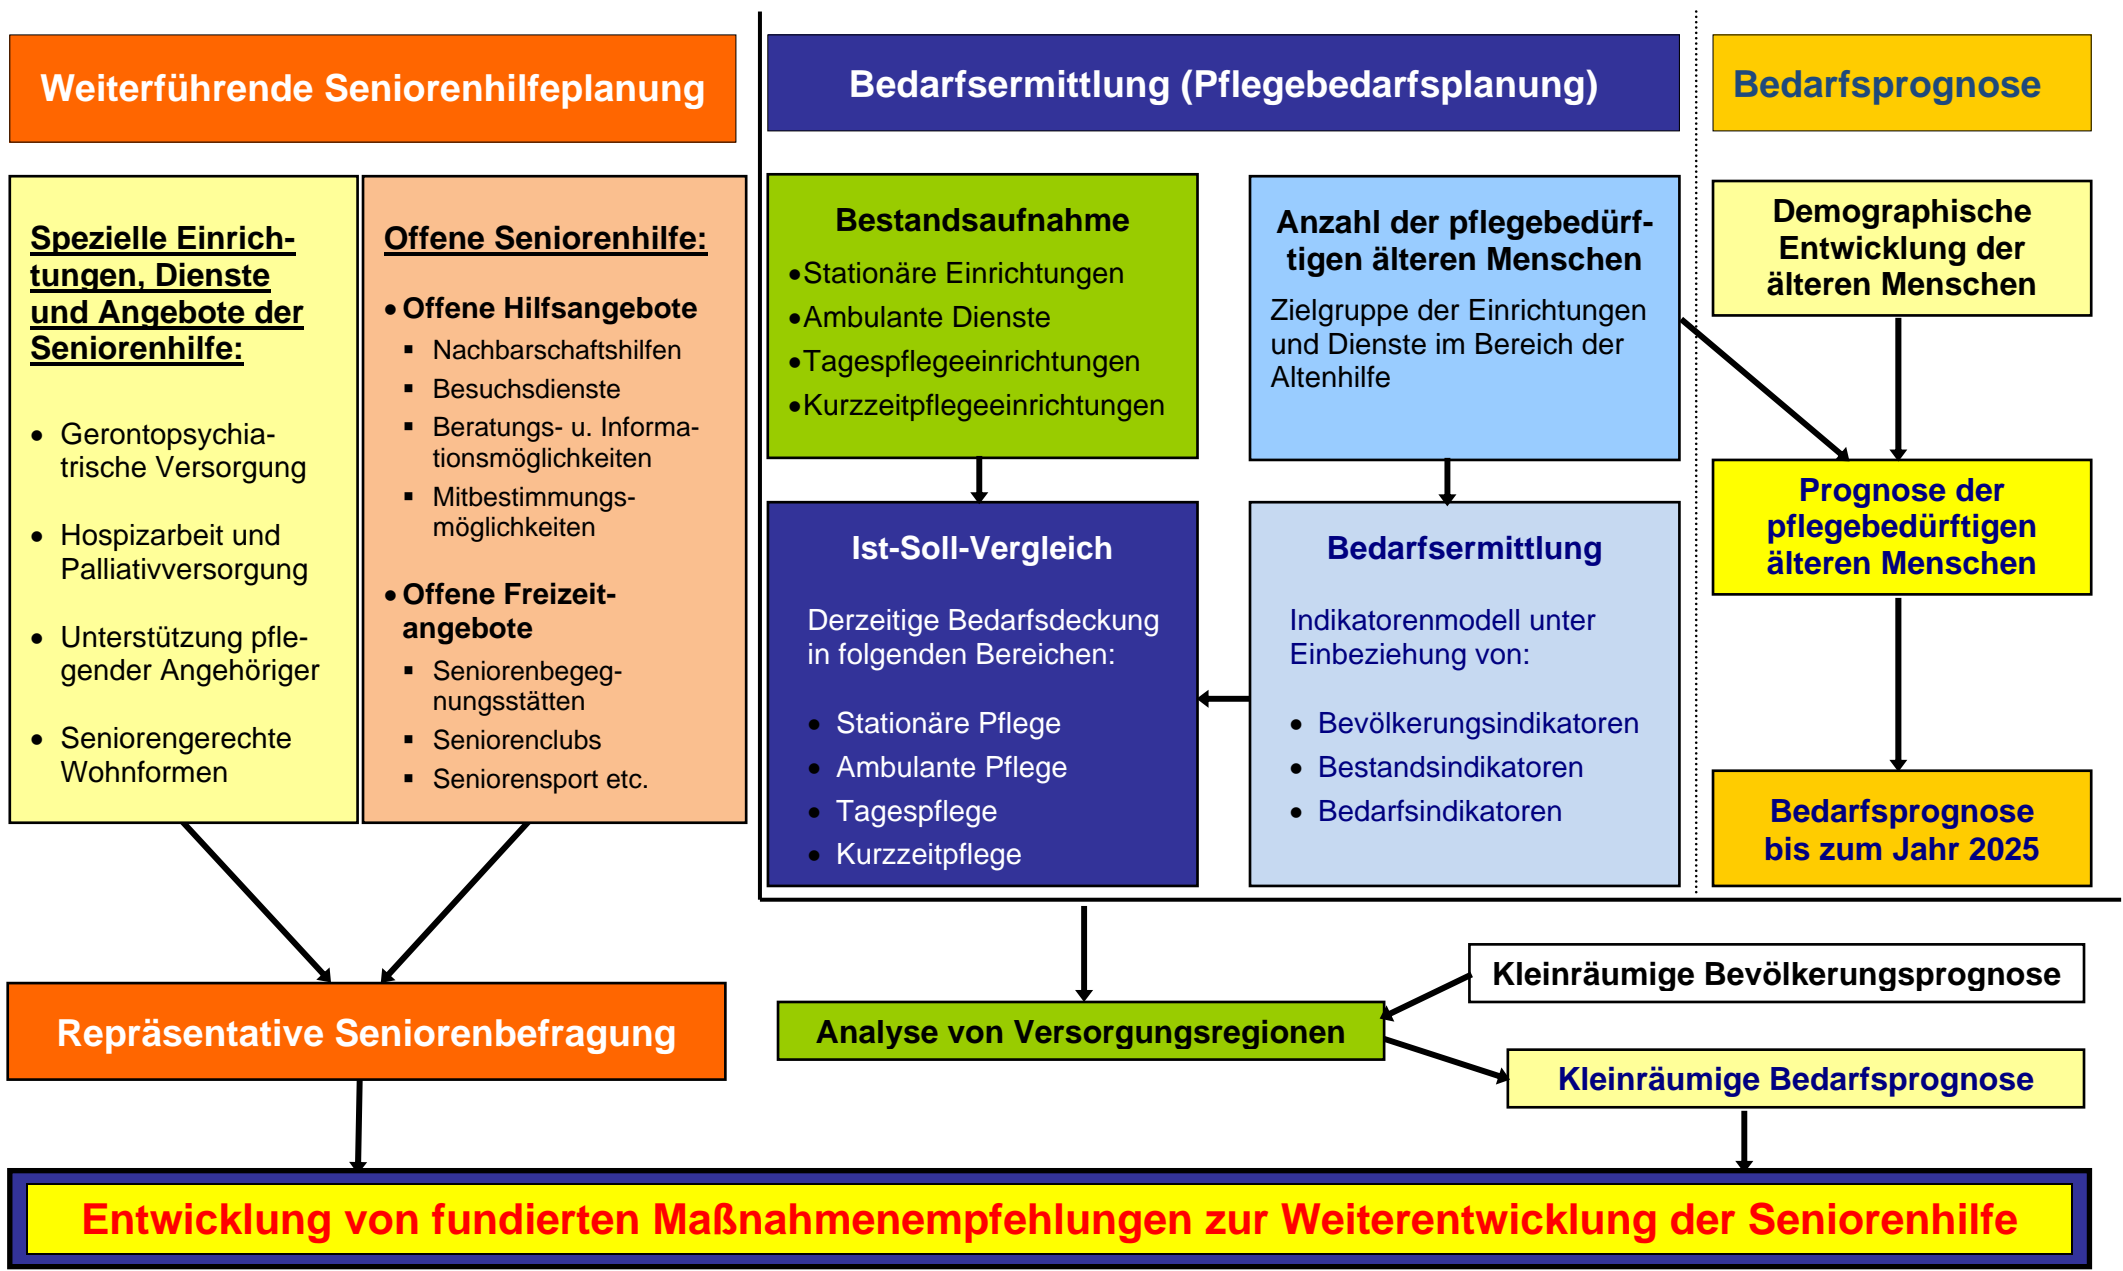 Weiterführende Seniorenhilfeplanung
Bedarfsermittlung (Pflegebedarfsplanung)
Bedarfsprognose
Spezielle Einrich-
tungen, Dienste
und Angebote der
Seniorenhilfe:
• Gerontopsychia-
trische Versorgung
• Hospizarbeit und
Palliativversorgung
• Unterstützung pfle-
gender Angehöriger
• Seniorengerechte
Wohnformen
Offene Seniorenhilfe:
• Offene Hilfsangebote
▪ Nachbarschaftshilfen
▪ Besuchsdienste
▪ Beratungs- u. Informa-
tionsmöglichkeiten
▪ Mitbestimmungs-
möglichkeiten
• Offene Freizeit-
angebote
▪ Seniorenbegeg-
nungsstätten
▪ Seniorenclubs
▪ Seniorensport etc.
Bestandsaufnahme
•Stationäre Einrichtungen
•Ambulante Dienste
•Tagespflegeeinrichtungen
•Kurzzeitpflegeeinrichtungen
Anzahl der pflegebedürf-
tigen älteren Menschen
Zielgruppe der Einrichtungen
und Dienste im Bereich der
Altenhilfe
Demographische
Entwicklung der
älteren Menschen
Ist-Soll-Vergleich
Derzeitige Bedarfsdeckung
in folgenden Bereichen:
• Stationäre Pflege
• Ambulante Pflege
• Tagespflege
• Kurzzeitpflege
Bedarfsermittlung
Indikatorenmodell unter
Einbeziehung von:
• Bevölkerungsindikatoren
• Bestandsindikatoren
• Bedarfsindikatoren
Prognose der
pflegebedürftigen
älteren Menschen
Bedarfsprognose
bis zum Jahr 2025
Repräsentative Seniorenbefragung
Analyse von Versorgungsregionen
Kleinräumige Bevölkerungsprognose
Kleinräumige Bedarfsprognose
Entwicklung von fundierten Maßnahmenempfehlungen zur Weiterentwicklung der Seniorenhilfe